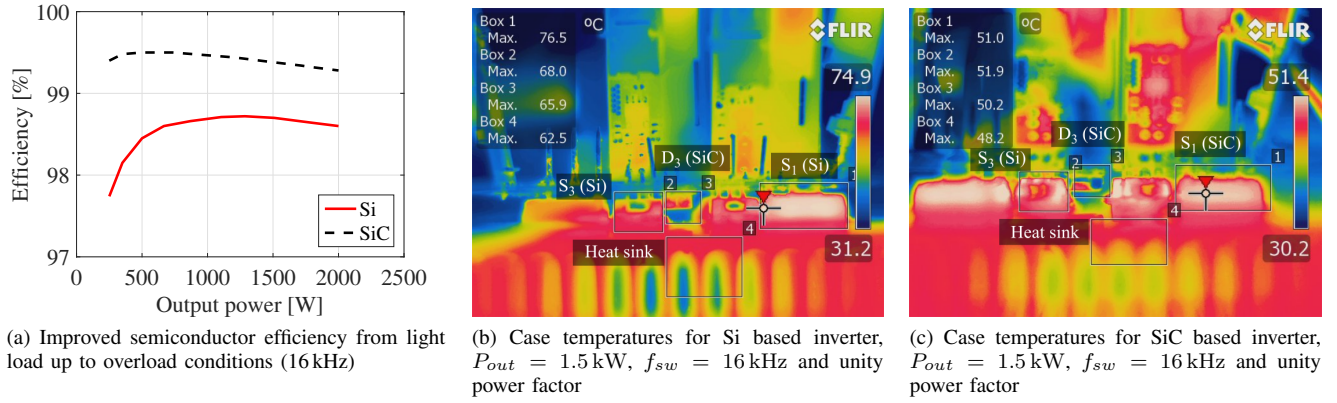 100
99
98
97
0
500
1000
1500
2000
2500
Efficiency [%]
Output power [W]
Si
SiC
(a) Improved semiconductor efficiency from light
load up to overload conditions (16 kHz)
Box 1
Max. 76.5
Box 2
Max. 68.0
Box 3
Max. 65.9
Box 4
Max. 62.5
ºC
FLIR
74.9
31.2
D3 (SiC)
S1 (Si)
S3 (Si)
1
2
3
4
Heat sink
(b) Case temperatures for Si based inverter,
Pout = 1.5 kW, fsw = 16 kHz and unity
power factor
Box 1
Max. 51.0
Box 2
Max. 51.9
Box 3
Max. 50.2
Box 4
Max. 48.2
ºC
FLIR
51.4
30.2
D3 (SiC)
S1 (SiC)
S3 (Si)
1
2
3
4
Heat sink
(c) Case temperatures for SiC based inverter,
Pout = 1.5 kW, fsw = 16 kHz and unity
power factor